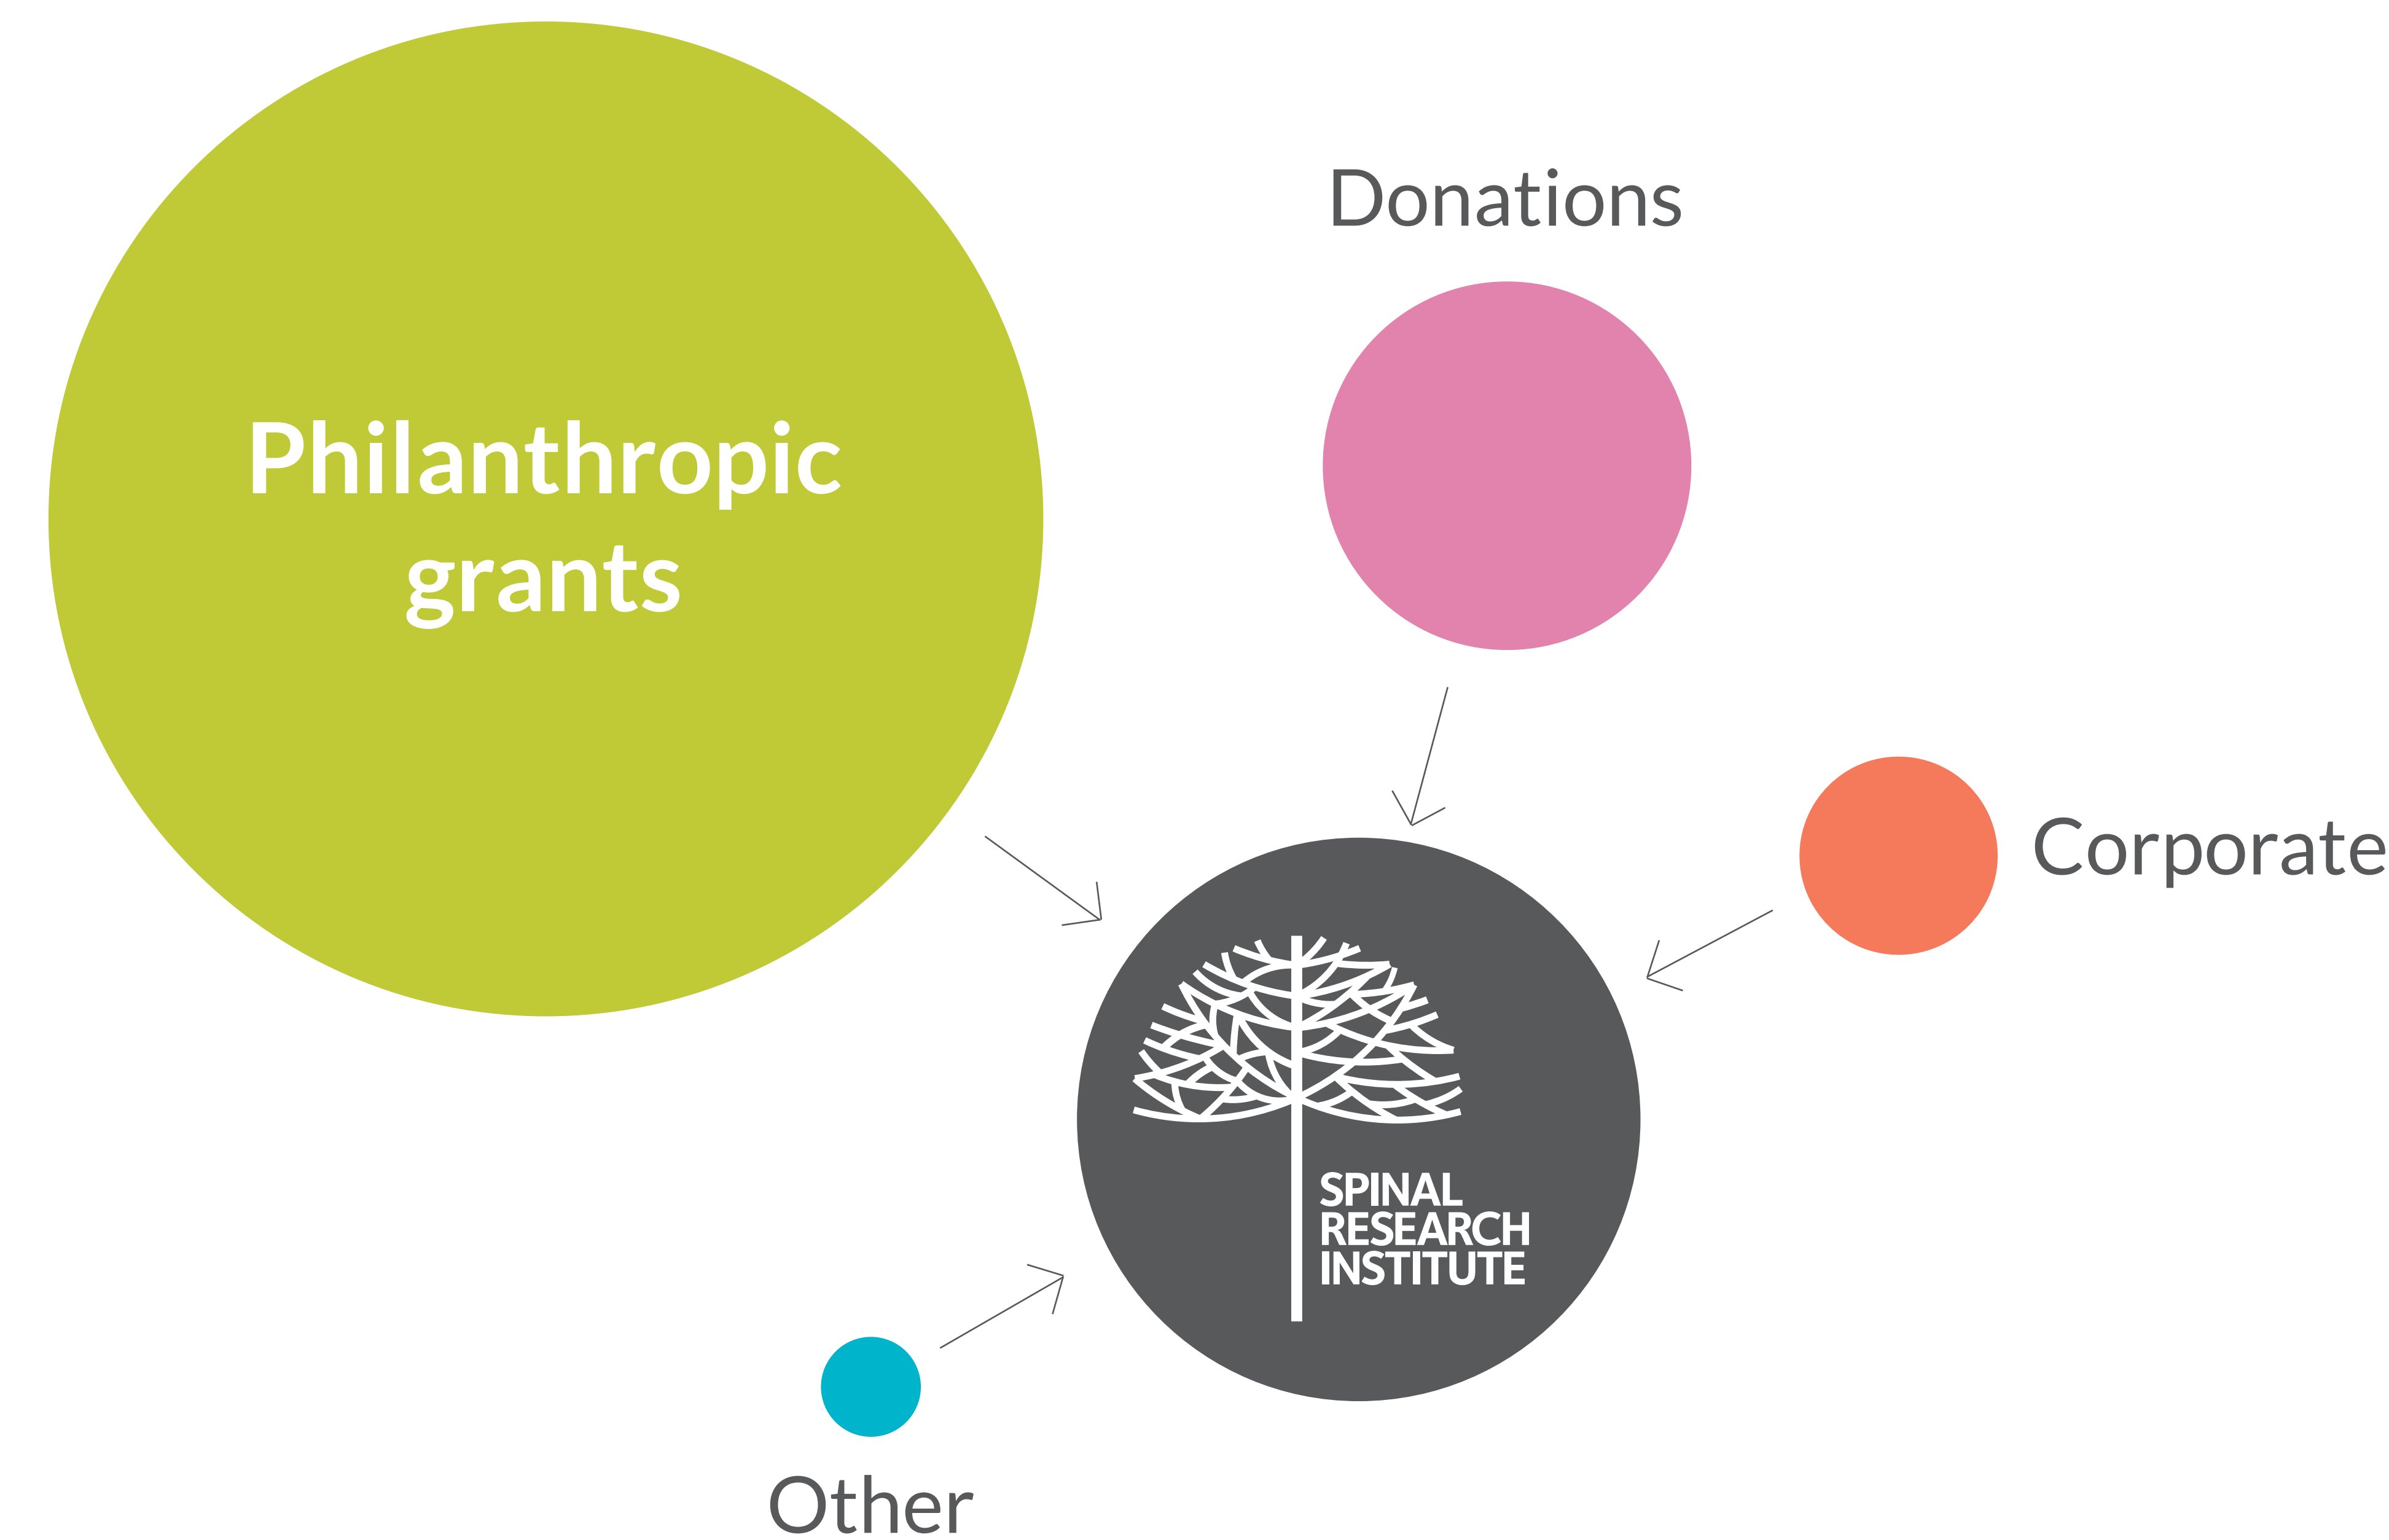 Philanthropic
grants
Donations
Corporate
SPINAL
RESEARCH
INSTITUTE
Other